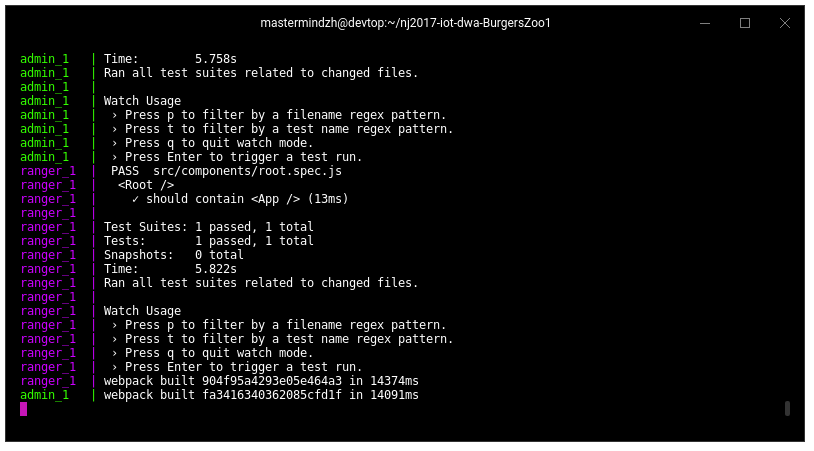 mastermindzh@devtop:~/nj2017-iot-dwa-BurgersZoo1
admin_1 | Time: 5.758s
admin_1 | Ran all test suites related to changed files.
admin_1 |
admin_1 | Watch Usage
admin_1 | › Press p to filter by a filename regex pattern.
admin_1 | › Press t to filter by a test name regex pattern.
admin_1 | › Press q to quit watch mode.
admin_1 | › Press Enter to trigger a test run.
ranger_1 | PASS src/components/root.spec.js
ranger_1 | <Root />
ranger_1 | ✓ should contain <App /> (13ms)
ranger_1 |
ranger_1 | Test Suites: 1 passed, 1 total
ranger_1 | Tests: 1 passed, 1 total
ranger_1 | Snapshots: 0 total
ranger_1 | Time: 5.822s
ranger_1 | Ran all test suites related to changed files.
ranger_1 |
ranger_1 | Watch Usage
ranger_1 | › Press p to filter by a filename regex pattern.
ranger_1 | › Press t to filter by a test name regex pattern.
ranger_1 | › Press q to quit watch mode.
ranger_1 | › Press Enter to trigger a test run.
ranger_1 | webpack built 904f95a4293e05e464a3 in 14374ms
admin_1 | webpack built fa3416340362085cfd1f in 14091ms